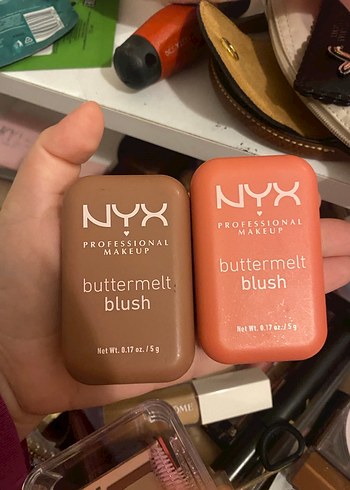 NYX
PROFESSIONAL
MAKEUP
buttermelt
blush
Net Wt. 0.17 oz. / 5 g
NYX
PROFESSIONAL
MAKEUP
buttermelt
blush
Net Wt. 0.17 oz. / 5 g